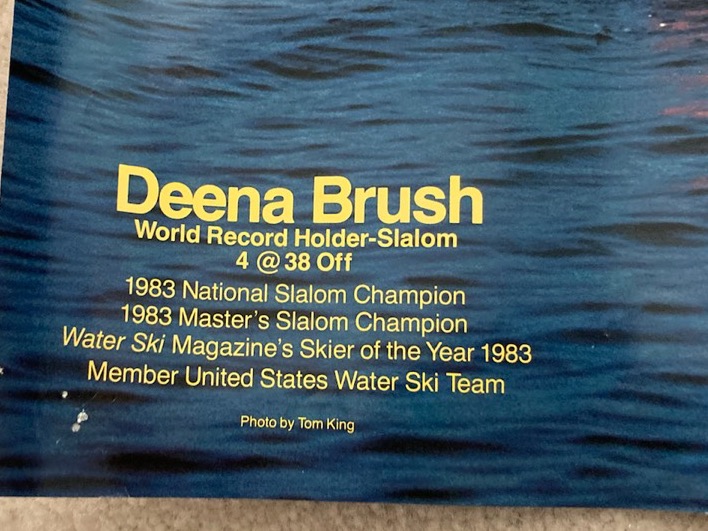 Deena Brush
World Record Holder-Slalom
4 @ 38 Off
1983 National Slalom Champion
1983 Master's Slalom Champion
Water Ski Magazine's Skier of the Year 1983
Member United States Water Ski Team
Photo by Tom King